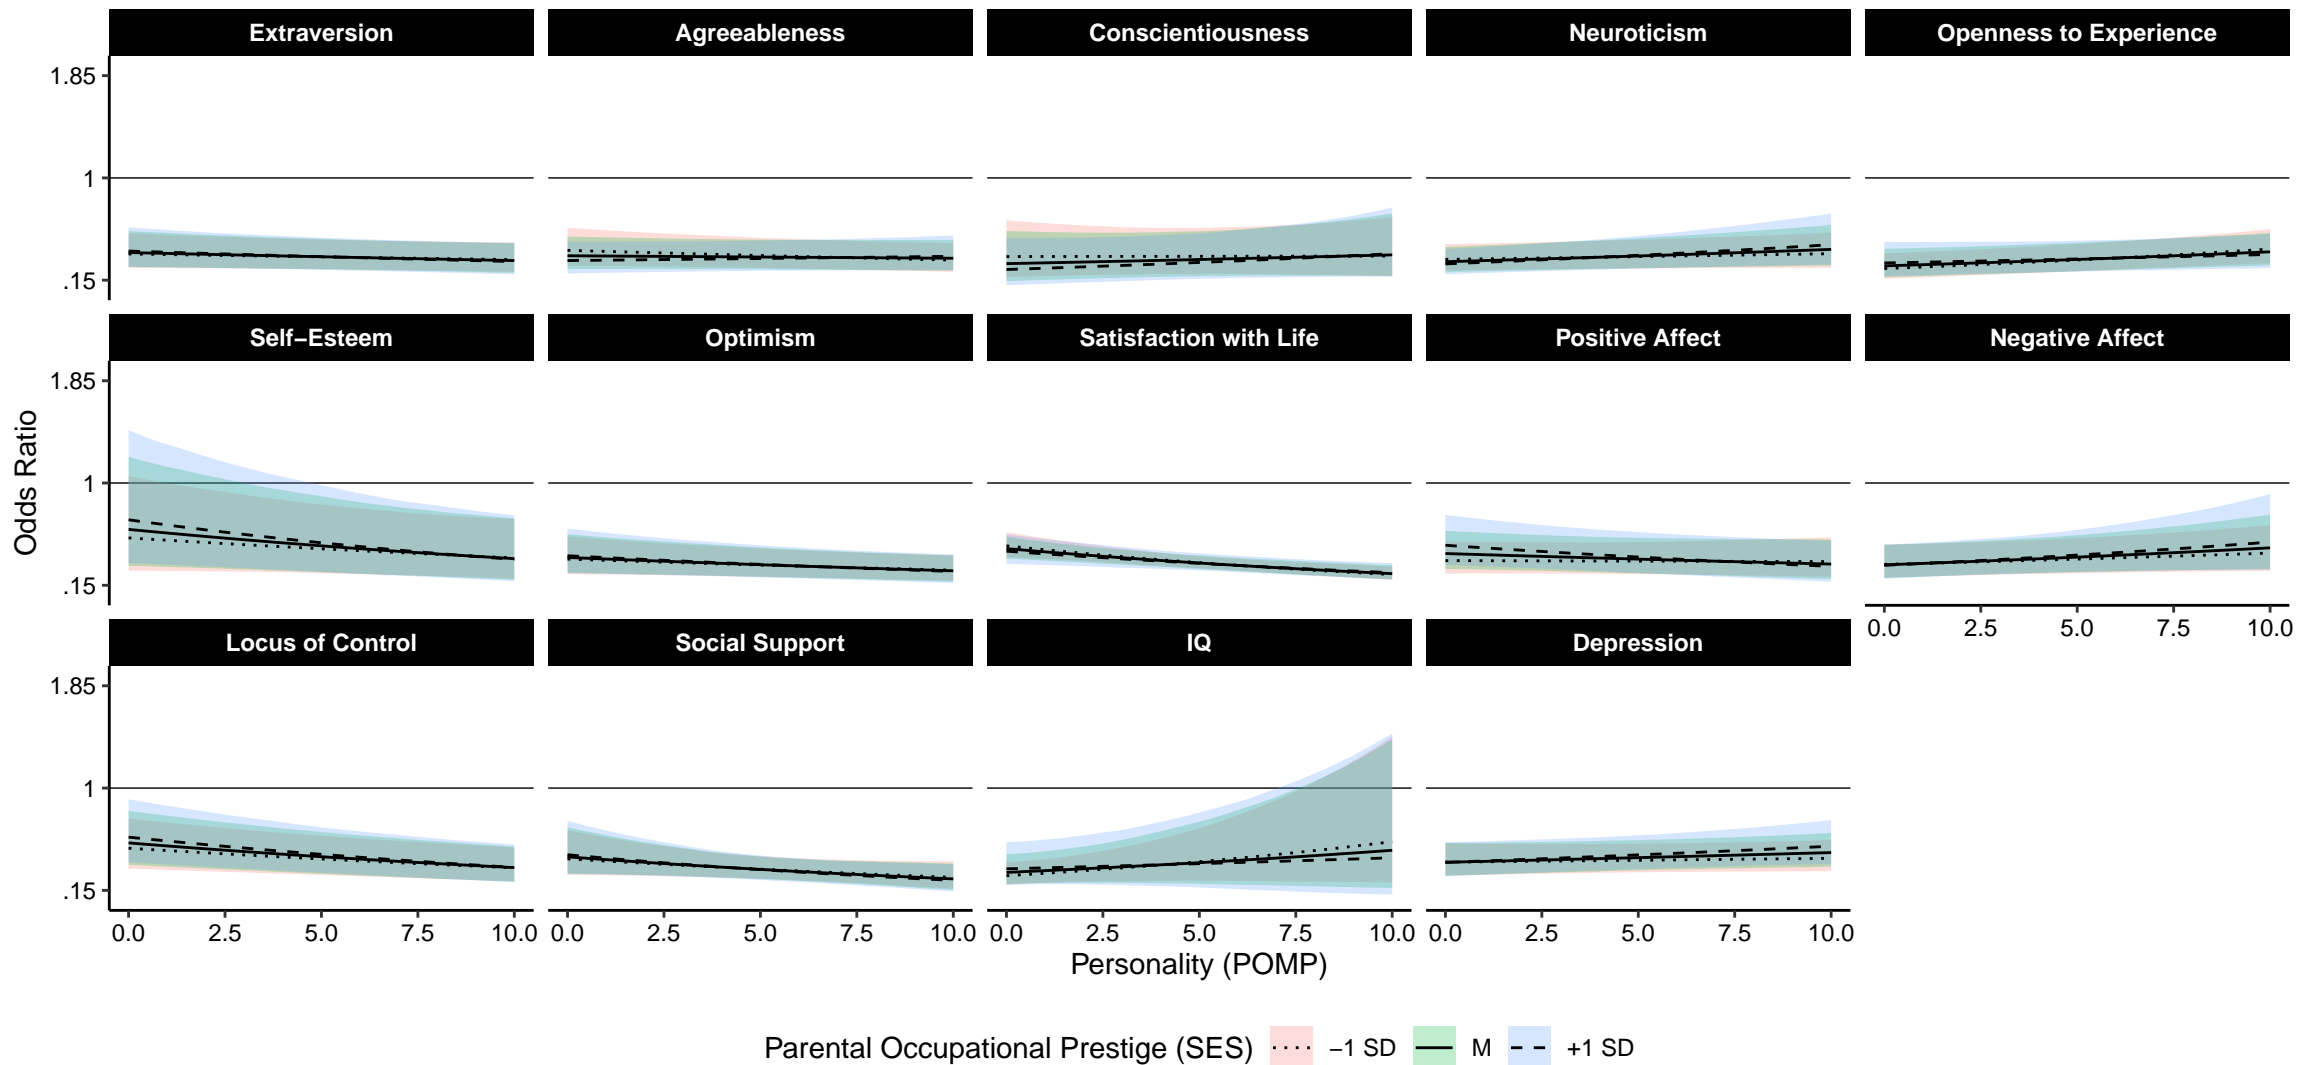 Extraversion Agreeableness Conscientiousness Neuroticism Openness to Experience
1.85
1
.15
Self−Esteem Optimism Satisfaction with Life Positive Affect Negative Affect
1.85
1
.15
0.0 2.5 5.0 7.5 10.0
Locus of Control Social Support IQ Depression
1.85
1
.15
0.0 2.5 5.0 7.5 10.0 0.0 2.5 5.0 7.5 10.0 0.0 2.5 5.0 7.5 10.0 0.0 2.5 5.0 7.5 10.0
Odds Ratio
Personality (POMP)
Parental Occupational Prestige (SES) −1 SD M +1 SD